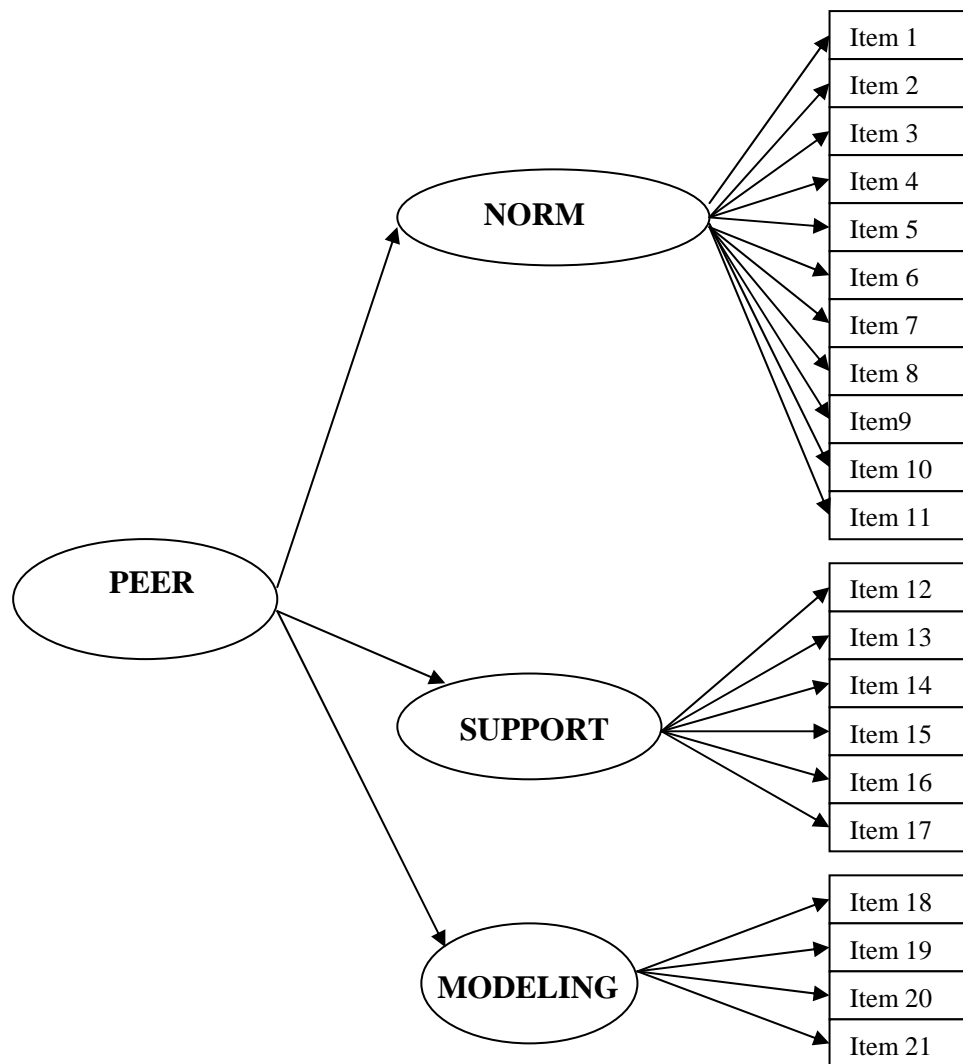 Item 1
Item 2
Item 3
Item 4
NORM
Item 5
Item 6
Item 7
Item 8
Item9
Item 10
Item 11
PEER
Item 12
Item 13
Item 14
SUPPORT
Item 15
Item 16
Item 17
Item 18
Item 19
MODELING
Item 20
Item 21